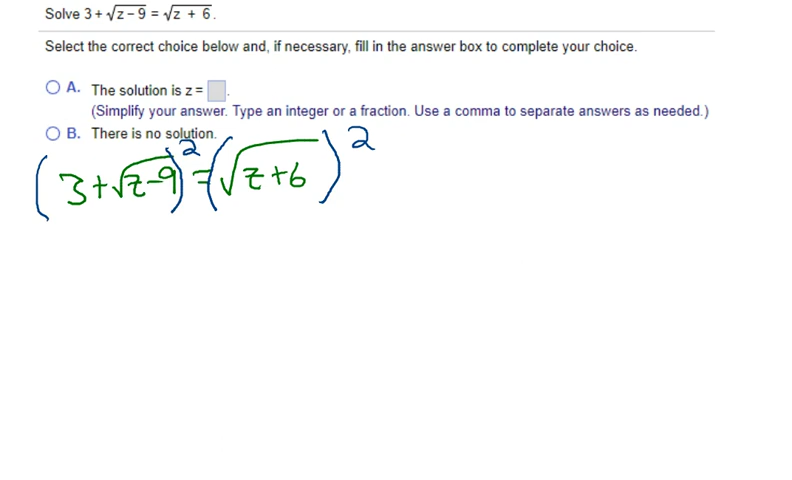 Solve 3 + √z − 9 = √z + 6.
Select the correct choice below and, if necessary, fill in the answer box to complete your choice.
A. The solution is z = .
(Simplify your answer. Type an integer or a fraction. Use a comma to separate answers as needed.)
B. There is no solution.
(3+√z−9)² = (√z+6)²